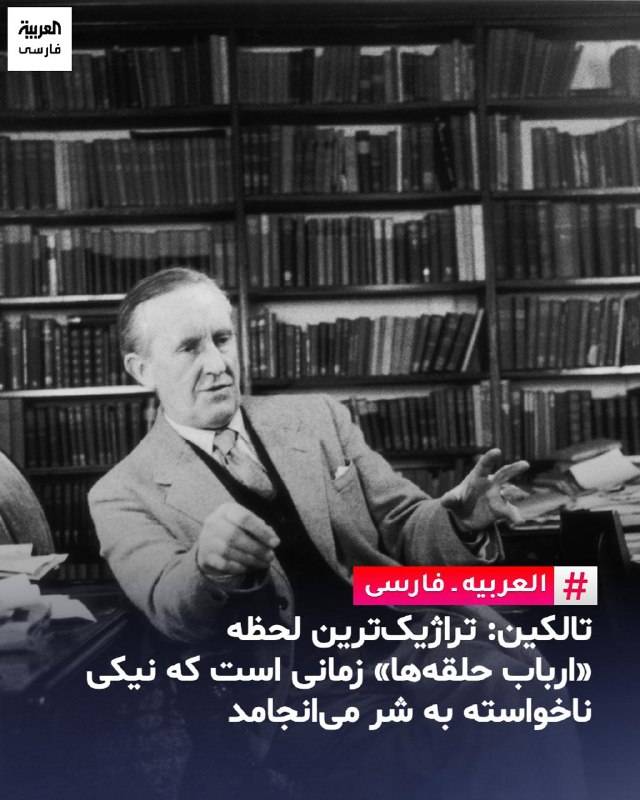 العربية
فارسی
# العربیه ـ فارسی
تالکین: تراژیک‌ترین لحظه
«ارباب حلقه‌ها» زمانی است که نیکی
ناخواسته به شر می‌انجامد